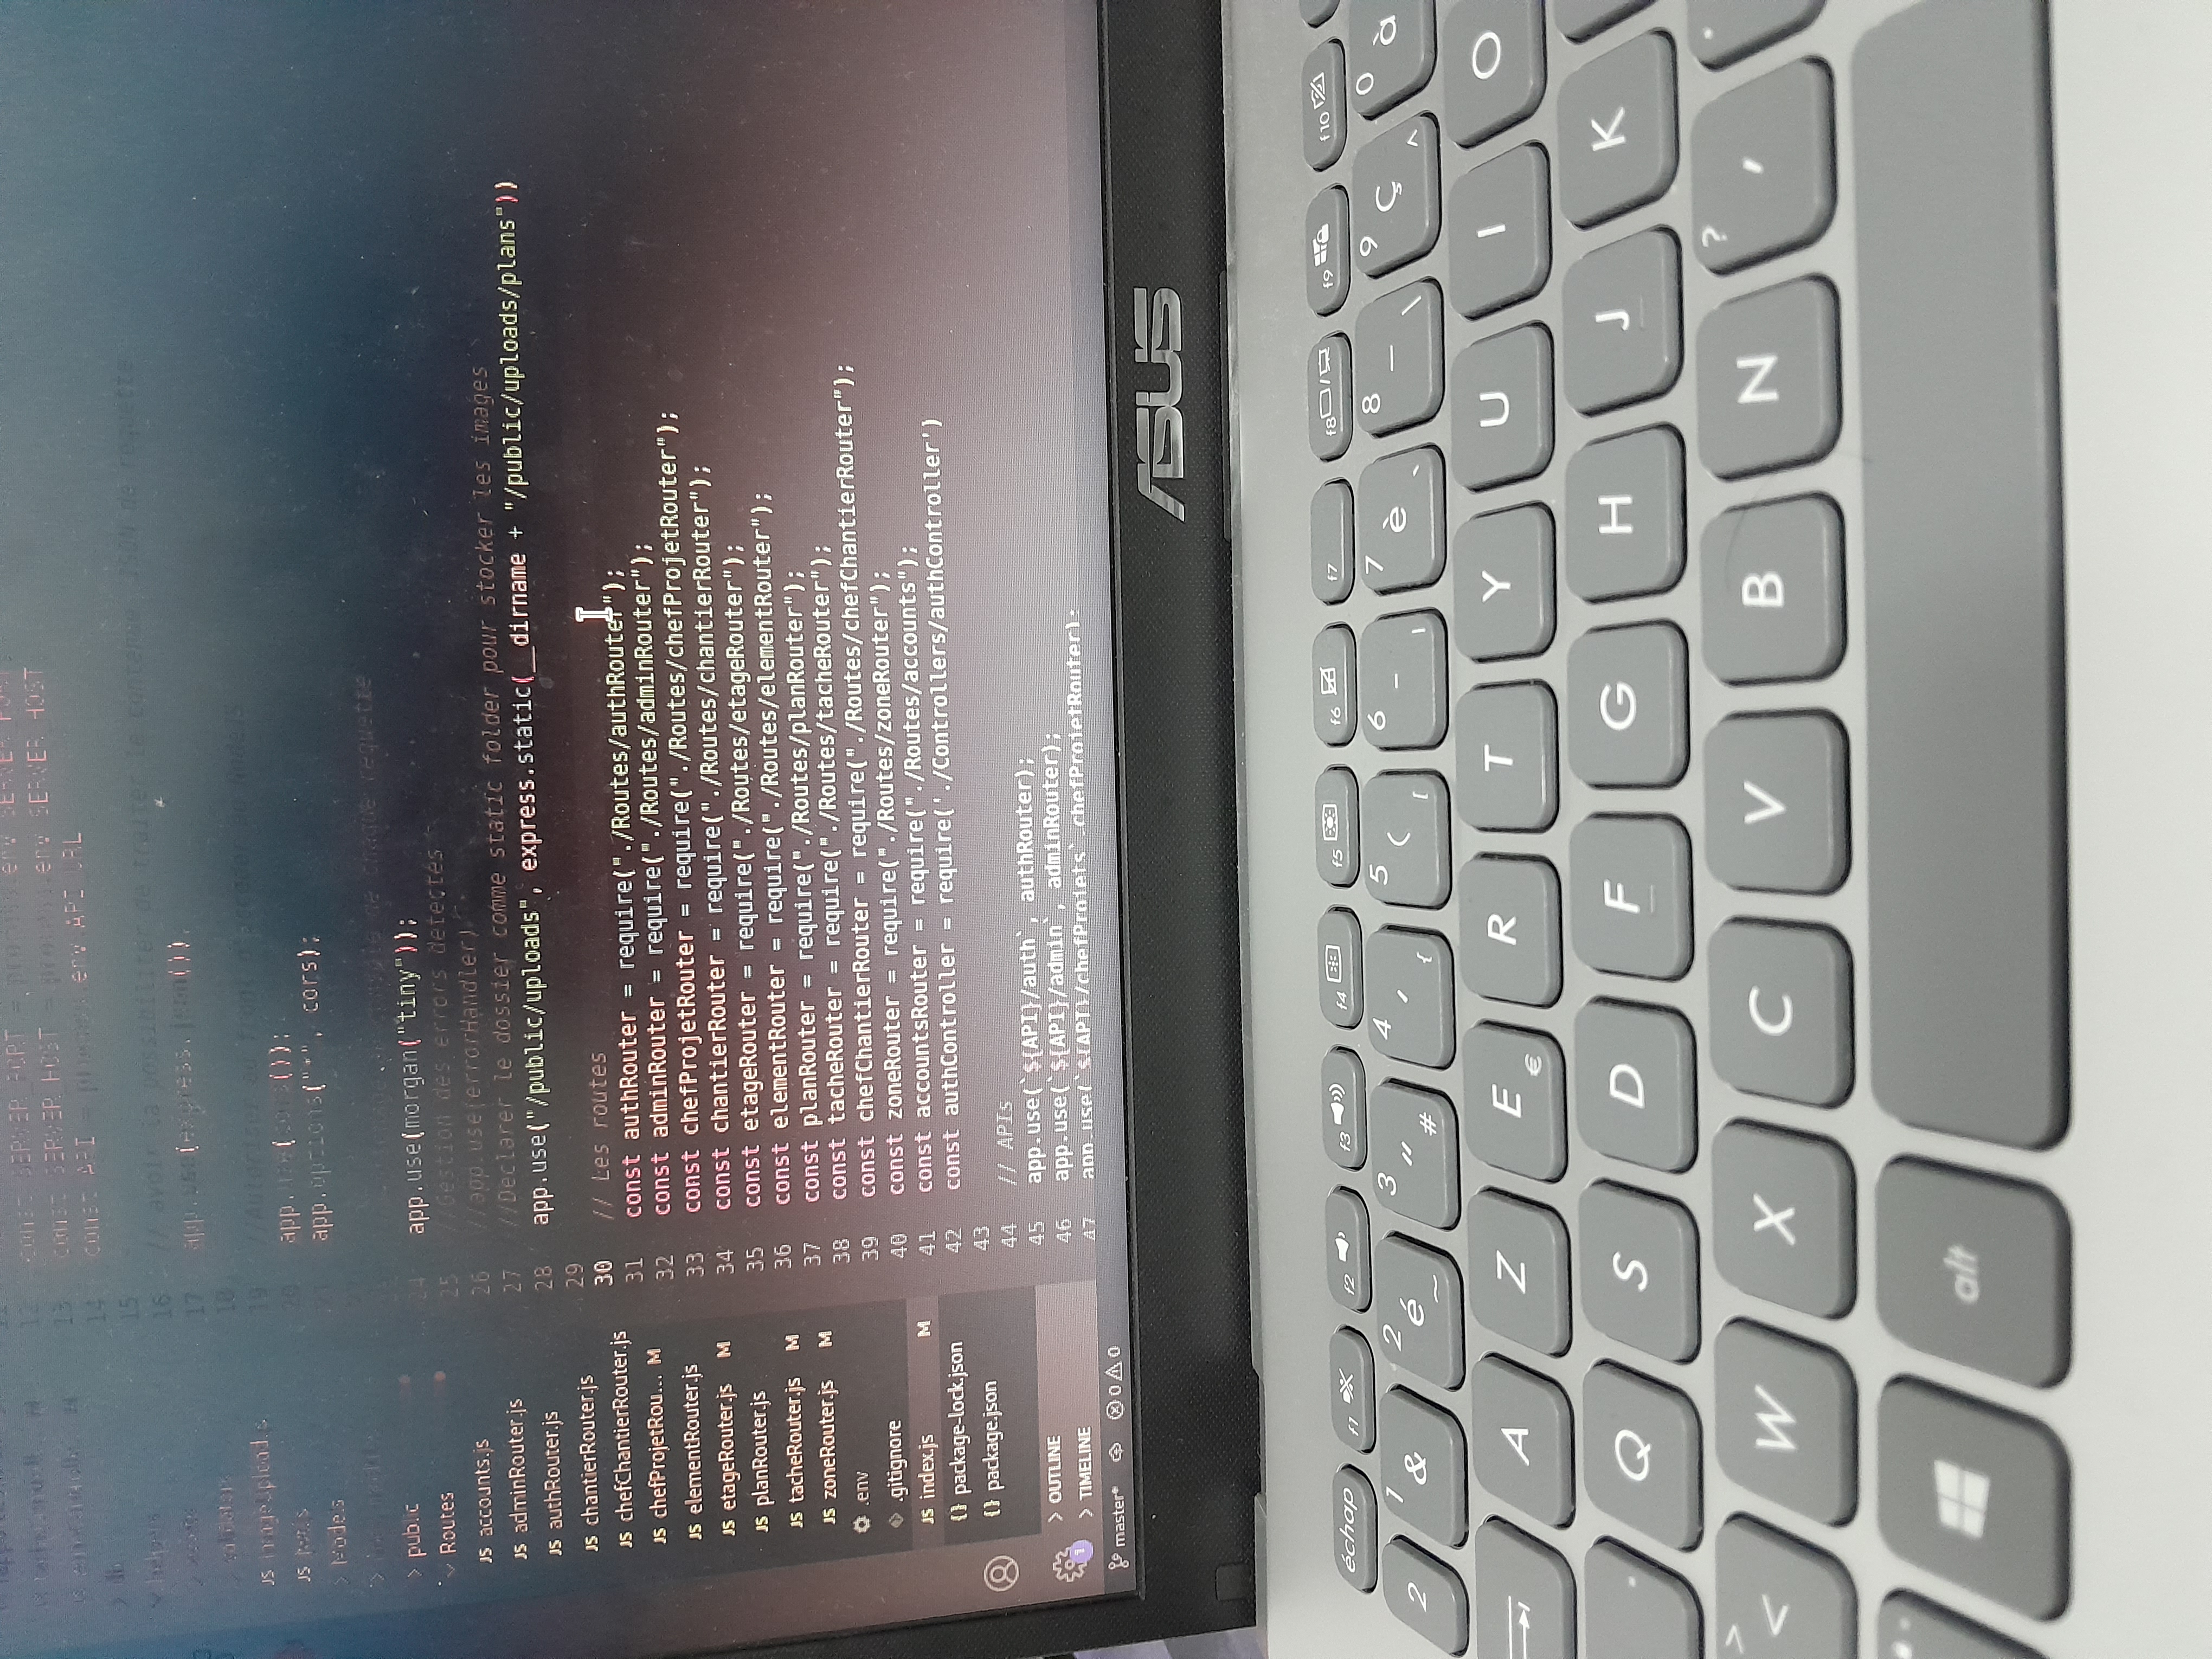 12 const SERVER_PORT = process.env.SERVER_PORT
13 const SERVER_HOST = process.env.SERVER_HOST
14 const API = process.env.API_URL
15
16 // avoir la possibiliter de traiter le contenue JSON de requette
17 app.use(express.json());
18
19 //Autoriser au front d'acceder au NodeJS
20 app.use(cors());
app.options("*", cors);
console de chaque requette
24 app.use(morgan("tiny"));
25 //Gestion des errors detectés
26 //app.use(errorHandler)
27 //Declarer le dossier comme static folder pour stocker les images
28 app.use("/public/uploads", express.static(__dirname + "/public/uploads/plans"))
29
30 // Les routes
31 const authRouter = require("./Routes/authRouter");
32 const adminRouter = require("./Routes/adminRouter");
33 const chefProjetRouter = require("./Routes/chefProjetRouter");
34 const chantierRouter = require("./Routes/chantierRouter");
35 const etageRouter = require("./Routes/etageRouter");
36 const elementRouter = require("./Routes/elementRouter");
37 const planRouter = require("./Routes/planRouter");
38 const tacheRouter = require("./Routes/tacheRouter");
39 const chefChantierRouter = require("./Routes/chefChantierRouter");
40 const zoneRouter = require("./Routes/zoneRouter");
41 const accountsRouter = require("./Routes/accounts");
42 const authController = require('./Controllers/authController')
43
44 // APIs
45 app.use(`${API}/auth`, authRouter);
46 app.use(`${API}/admin`, adminRouter);
47 app.use(`${API}/chefProjets`,chefProjetRouter);
> db
helpers
validators
JS imageUpload.js
JS
> Models
> public
Routes
JS accounts.js
JS adminRouter.js
JS authRouter.js
JS chantierRouter.js
JS chefChantierRouter.js
JS chefProjetRou... M
JS elementRouter.js
JS etageRouter.js M
JS planRouter.js
JS tacheRouter.js M
JS zoneRouter.js M
.env
.gitignore
JS index.js M
{} package-lock.json
{} package.json
> OUTLINE
> TIMELINE
1
master* 0 0
ASUS
échap f1 f2 f3 f4 f5 f6 f7 f8 / f9 f10
2 1 & 2 é ~ 3 " # 4 ' { 5 ( [ 6 - | 7 è ` 8 _ \ 9 ç ^ 0 à
A Z E € R T Y U I O
Q S D F G H J K
> < W X C V B N ? ,
alt